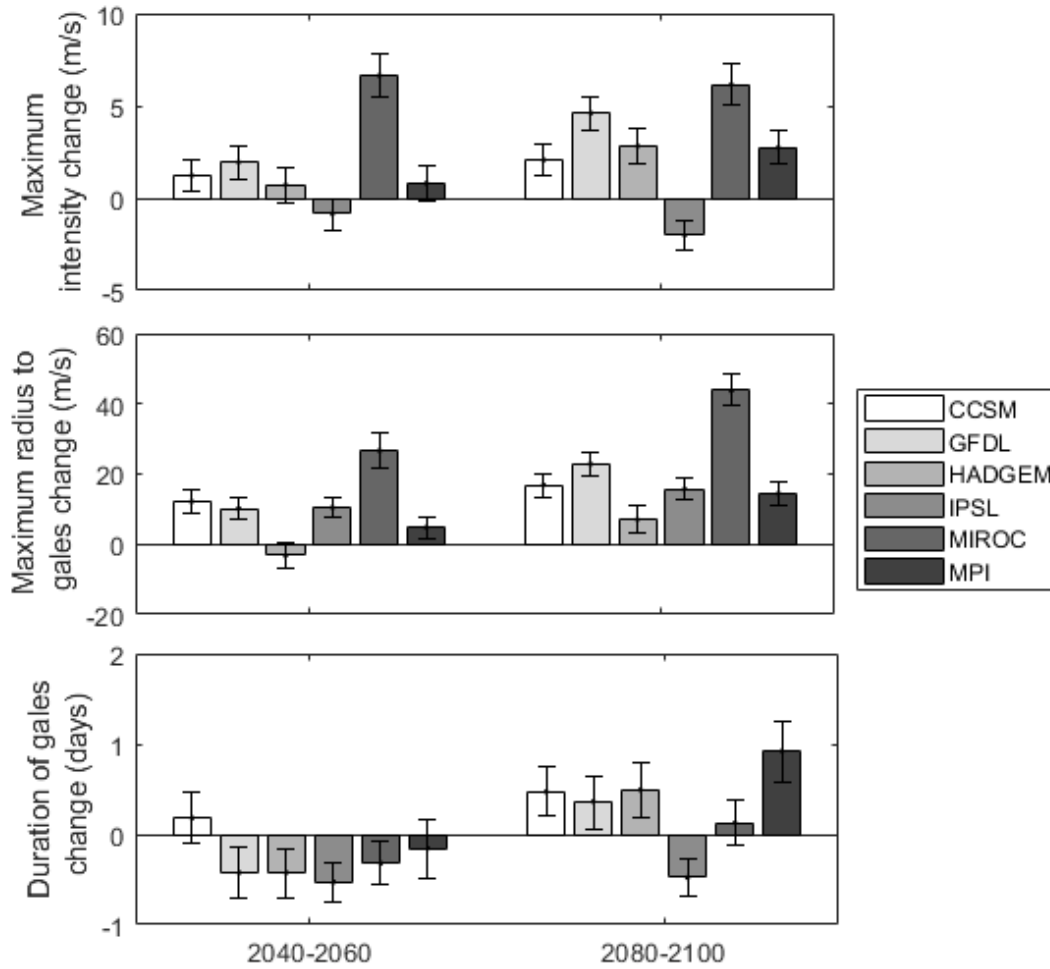 Maximum
intensity change (m/s)
10
5
0
-5
Maximum radius to
gales change (m/s)
60
40
20
0
-20
CCSM
GFDL
HADGEM
IPSL
MIROC
MPI
Duration of gales
change (days)
2
1
0
-1
2040-2060
2080-2100